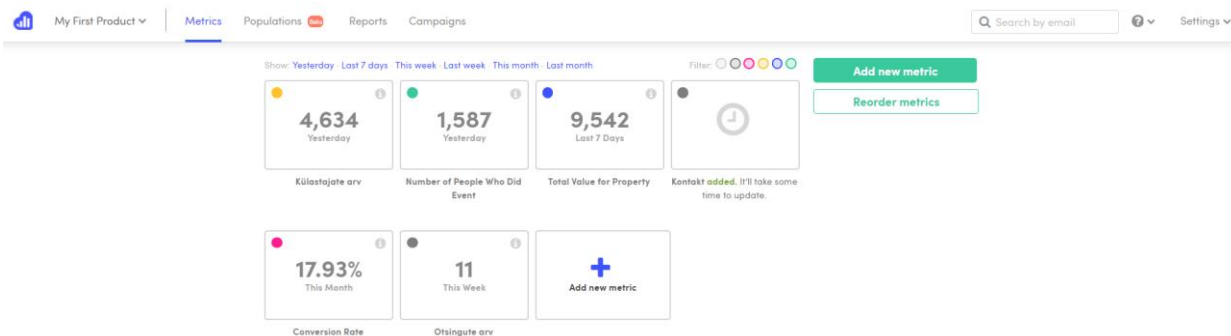 My First Product Metrics Populations Beta Reports Campaigns Search by email Settings
Show: Yesterday · Last 7 days · This week · Last week · This month · Last month Filter:
Add new metric
Reorder metrics
4,634
Yesterday
Külastajate arv
1,587
Yesterday
Number of People Who Did
Event
9,542
Last 7 Days
Total Value for Property
Kontakt added. It'll take some
time to update.
17.93%
This Month
Conversion Rate
11
This Week
Otsingute arv
Add new metric